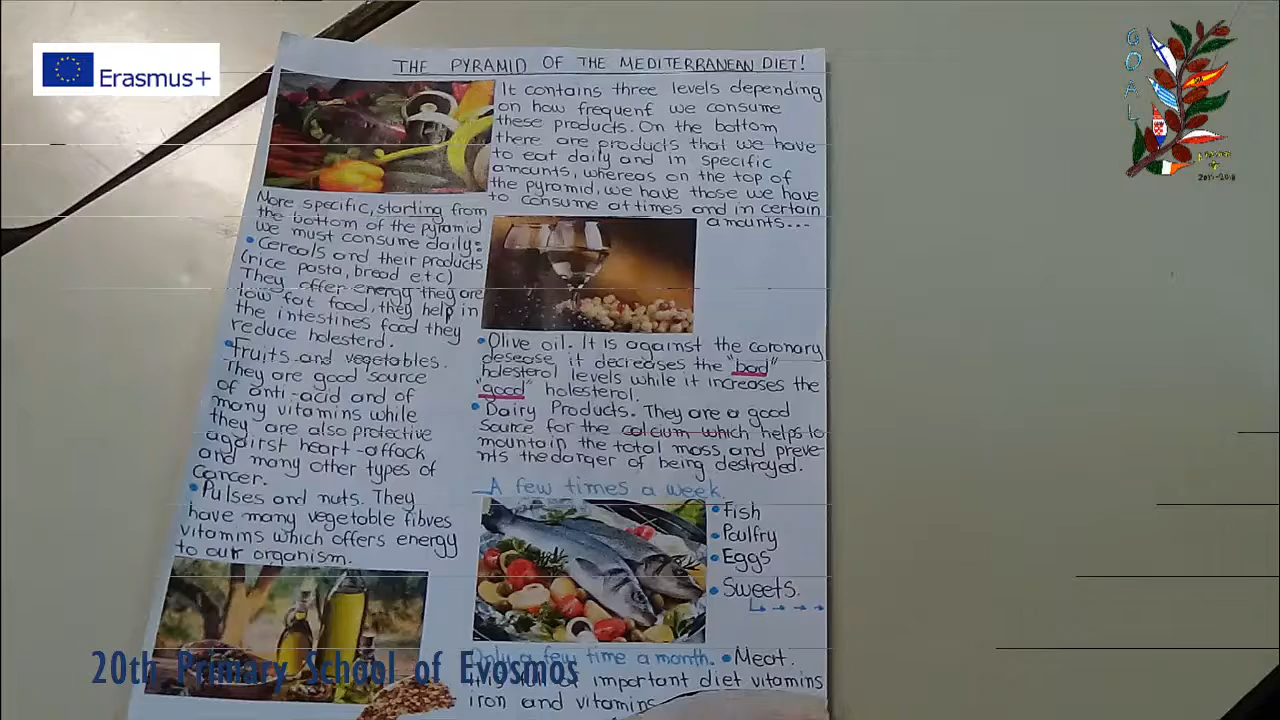 Erasmus+
GOAL
2017-2018
THE PYRAMID OF THE MEDITERRANEAN DIET!
It contains three levels depending
on how frequent we consume
these products. On the bottom
there are products that we have
to eat daily and in specific
amounts, whereas on the top of
the pyramid, we have those we have
to consume at times and in certain
amounts...
More specific, starting from
the bottom of the pyramid
we must consume daily:
• Cereals and their products
(rice pasta, bread etc)
They offer energy they are
low fat food, they help in
the intestines food they
reduce holesterd.
• Fruits and vegetables.
They are good source
of anti-acid and of
many vitamins while
they are also protective
against heart-attack
and many other types of
cancer.
• Pulses and nuts. They
have many vegetable fibves
vitamins which offers energy
to our organism.
• Olive oil. It is against the coronary
desease it decreases the "bad"
holesterol levels while it increases the
"good" holesterol.
• Dairy Products. They are a good
source for the calcium which helps to
mountain the total mass, and preve-
nts the danger of being destroyed.
A few times a week.
• Fish
• Poultry
• Eggs
• Sweets.
Only a few time a month. • Meat.
important diet vitamins
iron and vitamins
20th Primary School of Evosmos